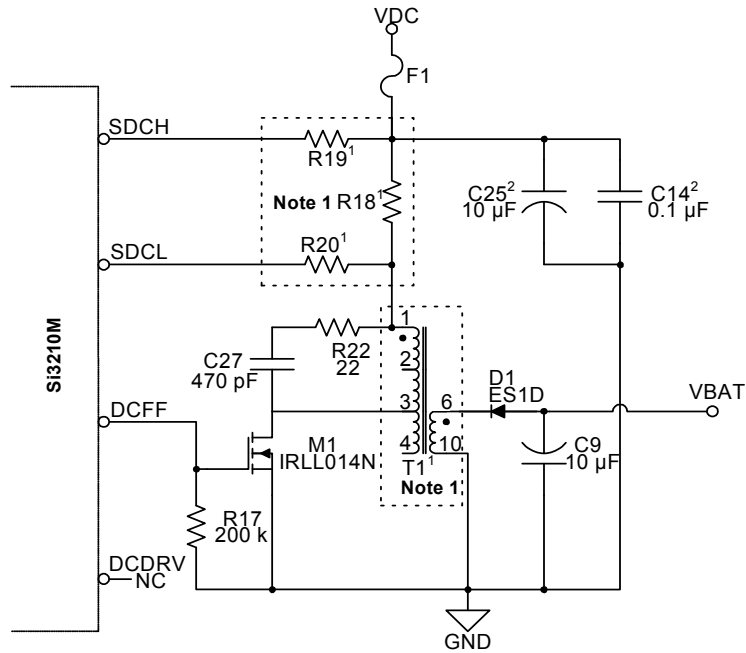 VDC
F1
SDCH
R19¹
Note 1 R18¹
C25²
10 µF
C14²
0.1 µF
R20¹
SDCL
Si3210M
1
R22
22
C27
470 pF
2
D1
ES1D
VBAT
DCFF
3
6
M1
IRLL014N
4
10
T1¹
Note 1
C9
10 µF
R17
200 k
DCDRV
NC
GND